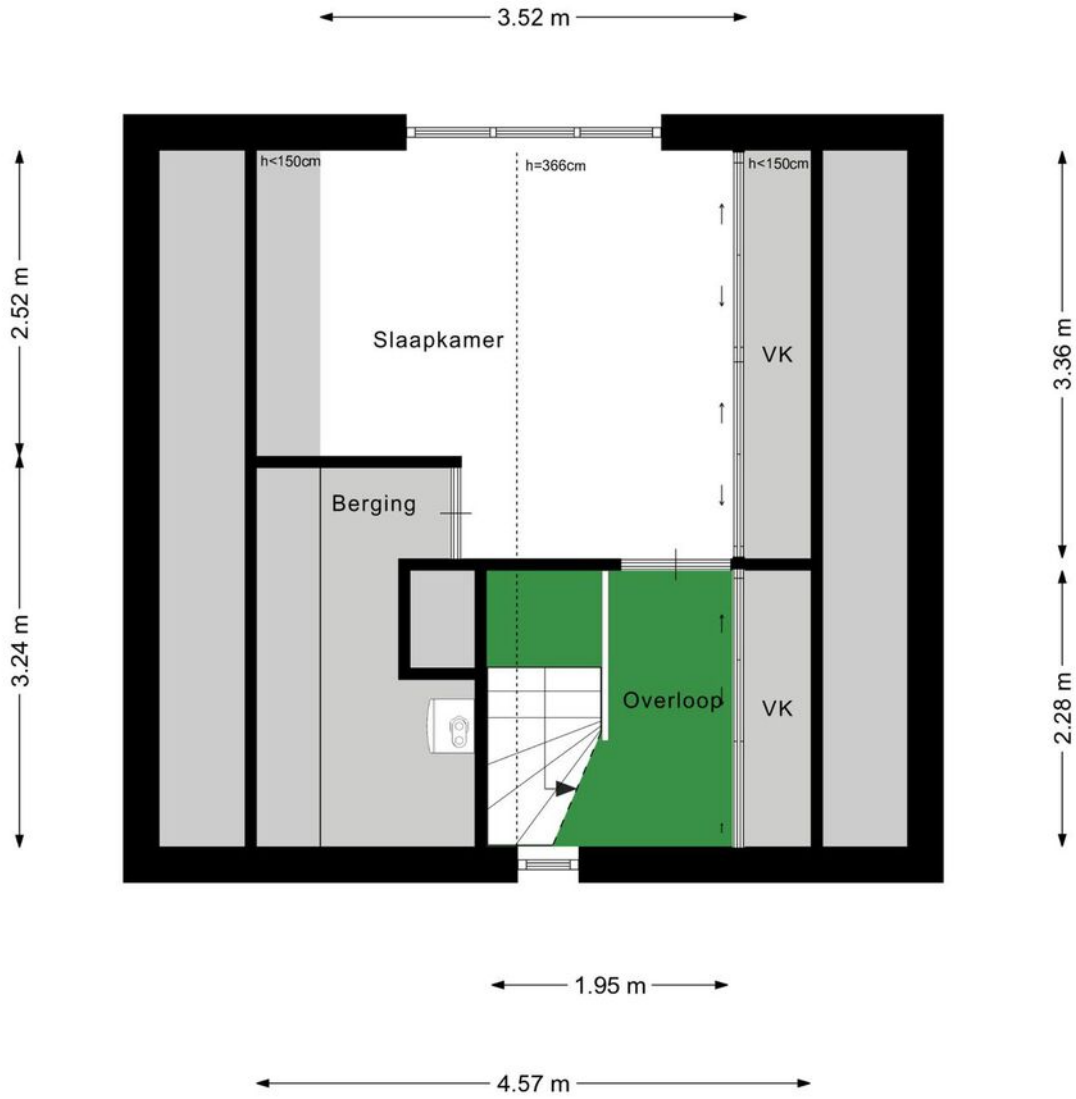 3.52 m
h<150cm
h=366cm
h<150cm
2.52 m
Slaapkamer
VK
3.36 m
Berging
3.24 m
Overloop
VK
2.28 m
1.95 m
4.57 m